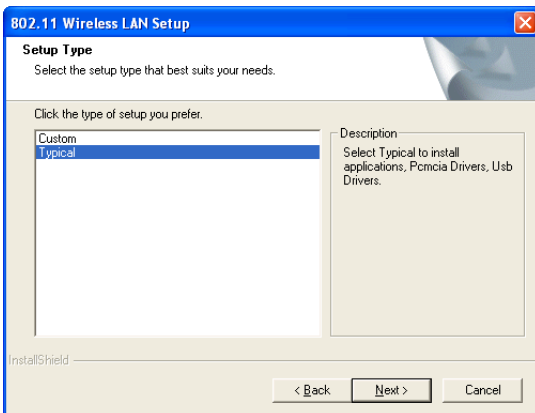 802.11 Wireless LAN Setup
Setup Type
Select the setup type that best suits your needs.
Click the type of setup you prefer.
Custom
Typical
Description
Select Typical to install
applications, Pcmcia Drivers, Usb
Drivers.
InstallShield
< Back
Next >
Cancel